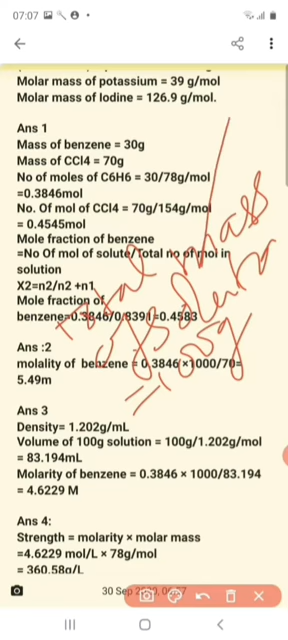 07:07
Molar mass of potassium = 39 g/mol
Molar mass of Iodine = 126.9 g/mol.
Ans 1
Mass of benzene = 30g
Mass of CCl4 = 70g
No of moles of C6H6 = 30/78g/mol
=0.3846mol
No. Of mol of CCl4 = 70g/154g/mol
= 0.4545mol
Mole fraction of benzene
=No Of mol of solute/Total no of mol in
solution
X2=n2/n2 +n1
Mole fraction of
benzene=0.3846/0.8391=0.4583
Ans :2
molality of benzene = 0.3846×1000/70=
5.49m
Ans 3
Density= 1.202g/mL
Volume of 100g solution = 100g/1.202g/mol
= 83.194mL
Molarity of benzene = 0.3846 × 1000/83.194
= 4.6229 M
Ans 4:
Strength = molarity × molar mass
=4.6229 mol/L × 78g/mol
= 360.58g/L
Total mass
of solution
=100g
30 Sep